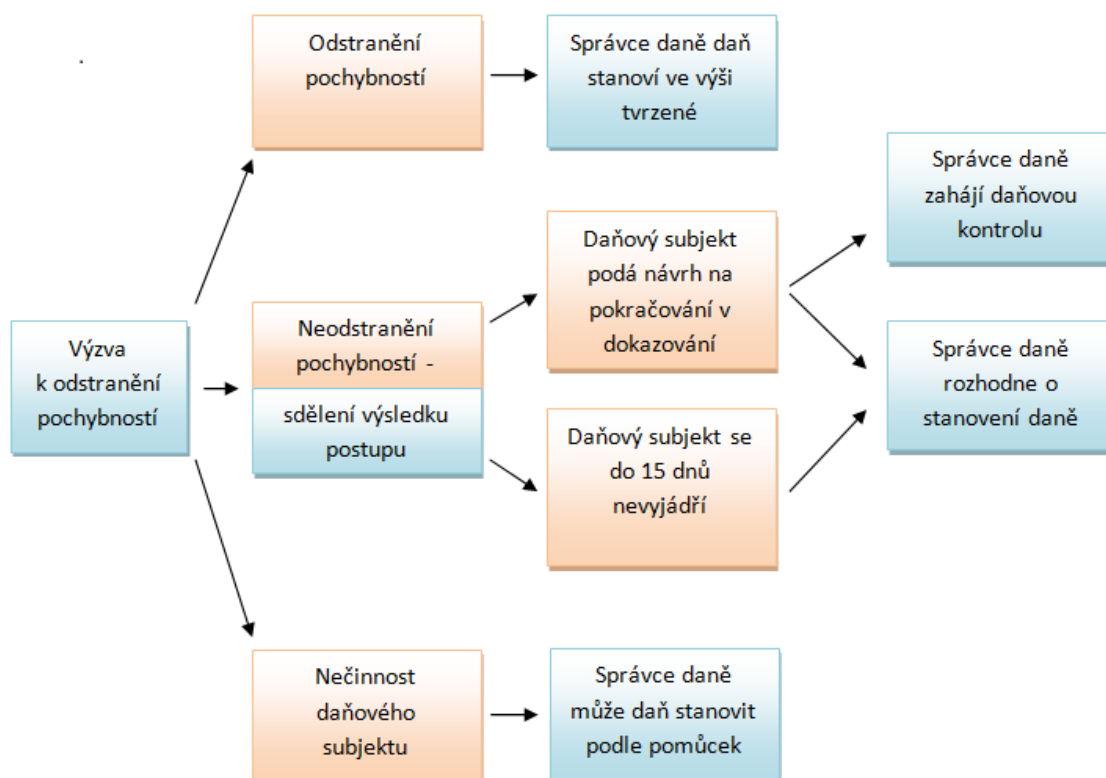 Odstranění
pochybností
Správce daně daň
stanoví ve výši
tvrzené
Správce daně
zahájí daňovou
kontrolu
Daňový subjekt
podá návrh na
pokračování v
dokazování
Výzva
k odstranění
pochybností
Neodstranění
pochybností -
sdělení výsledku
postupu
Správce daně
rozhodne o
stanovení daně
Daňový subjekt se
do 15 dnů
nevyjádří
Nečinnost
daňového
subjektu
Správce daně
může daň stanovit
podle pomůcek